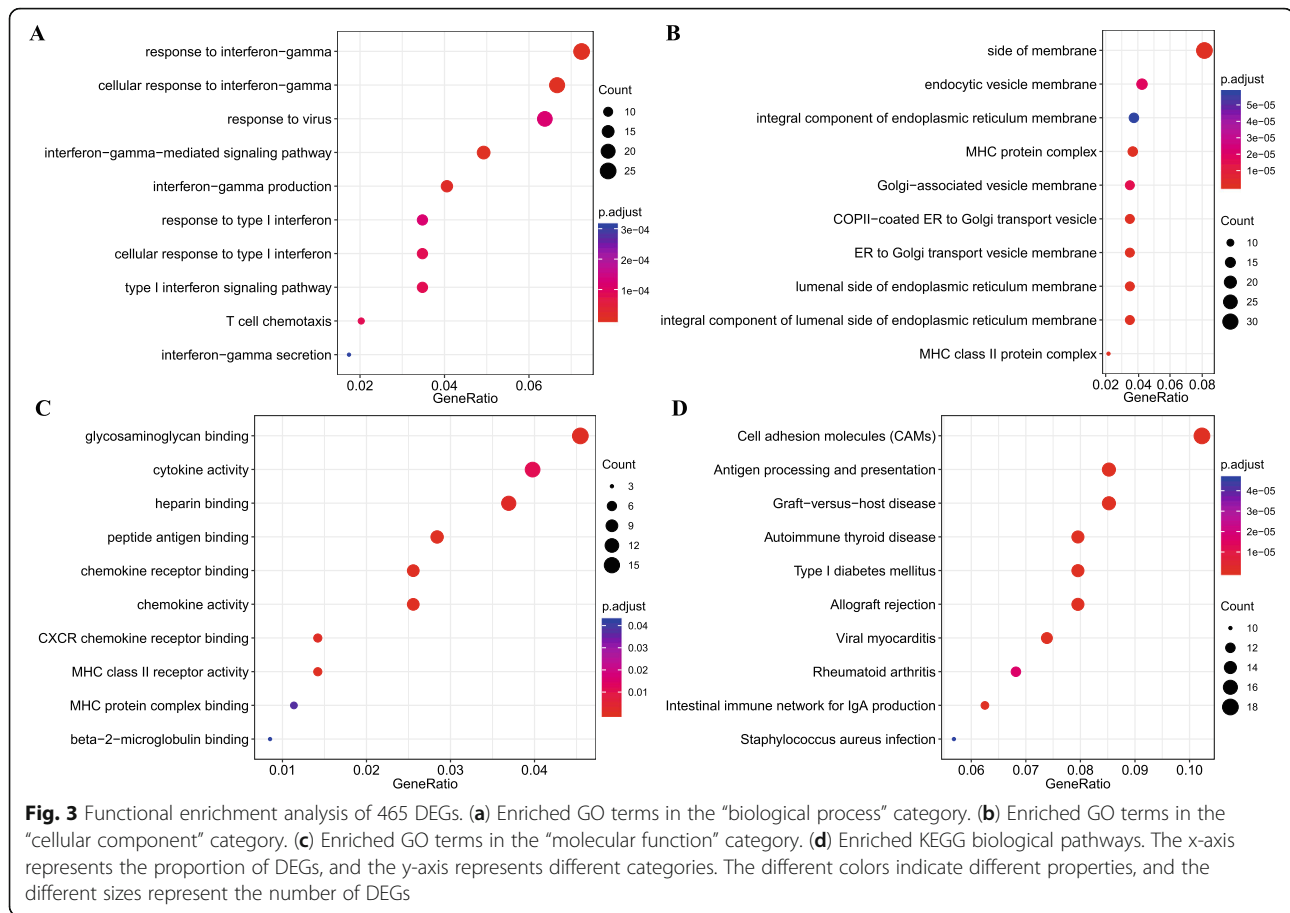 A
response to interferon−gamma
cellular response to interferon−gamma
response to virus
interferon−gamma−mediated signaling pathway
interferon−gamma production
response to type I interferon
cellular response to type I interferon
type I interferon signaling pathway
T cell chemotaxis
interferon−gamma secretion
0.02 0.04 0.06
GeneRatio
Count
10
15
20
25
p.adjust
3e−04
2e−04
1e−04
B
side of membrane
endocytic vesicle membrane
integral component of endoplasmic reticulum membrane
MHC protein complex
Golgi−associated vesicle membrane
COPII−coated ER to Golgi transport vesicle
ER to Golgi transport vesicle membrane
lumenal side of endoplasmic reticulum membrane
integral component of lumenal side of endoplasmic reticulum membrane
MHC class II protein complex
0.02 0.04 0.06 0.08
GeneRatio
p.adjust
5e−05
4e−05
3e−05
2e−05
1e−05
Count
10
15
20
25
30
C
glycosaminoglycan binding
cytokine activity
heparin binding
peptide antigen binding
chemokine receptor binding
chemokine activity
CXCR chemokine receptor binding
MHC class II receptor activity
MHC protein complex binding
beta−2−microglobulin binding
0.01 0.02 0.03 0.04
GeneRatio
Count
3
6
9
12
15
p.adjust
0.04
0.03
0.02
0.01
D
Cell adhesion molecules (CAMs)
Antigen processing and presentation
Graft−versus−host disease
Autoimmune thyroid disease
Type I diabetes mellitus
Allograft rejection
Viral myocarditis
Rheumatoid arthritis
Intestinal immune network for IgA production
Staphylococcus aureus infection
0.06 0.07 0.08 0.09 0.10
GeneRatio
p.adjust
4e−05
3e−05
2e−05
1e−05
Count
10
12
14
16
18
Fig. 3 Functional enrichment analysis of 465 DEGs. (a) Enriched GO terms in the “biological process” category. (b) Enriched GO terms in the
“cellular component” category. (c) Enriched GO terms in the “molecular function” category. (d) Enriched KEGG biological pathways. The x-axis
represents the proportion of DEGs, and the y-axis represents different categories. The different colors indicate different properties, and the
different sizes represent the number of DEGs